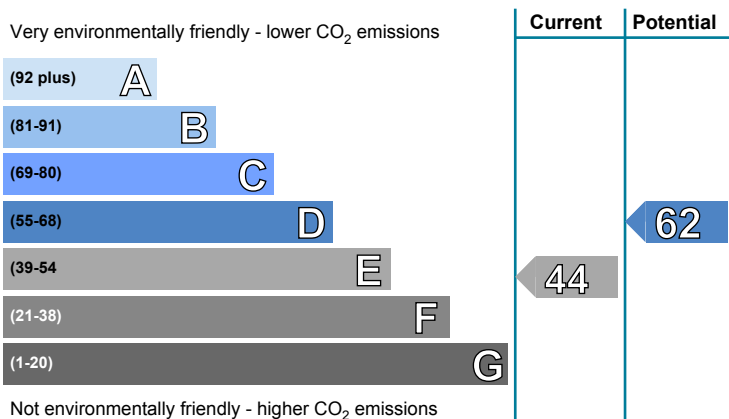 Current Potential
Very environmentally friendly - lower CO2 emissions
(92 plus) A
(81-91) B
(69-80) C
(55-68) D
62
(39-54 E
44
(21-38) F
(1-20) G
Not environmentally friendly - higher CO2 emissions